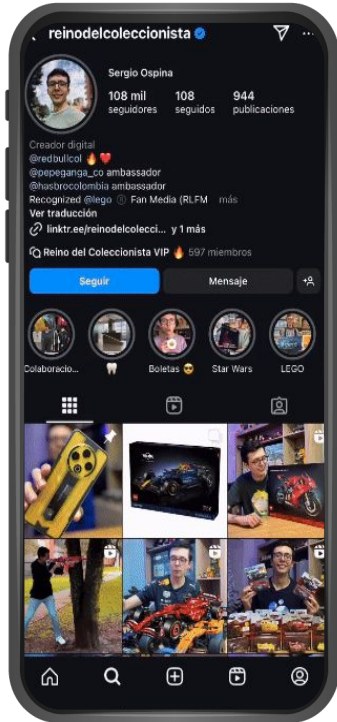 reinodelcoleccionista
Sergio Ospina
108 mil 108 944
seguidores seguidos publicaciones
Creador digital
@redbullcol 🔥❤️
@pepeganga_co ambassador
@hasbrocolombia ambassador
Recognized @lego ® Fan Media (RLFM más
Ver traducción
linktr.ee/reinodelcolecci... y 1 más
Reino del Coleccionista VIP 🔥 597 miembros
Seguir Mensaje
Colaboracio... 🦷 Boletas 😎 Star Wars LEGO